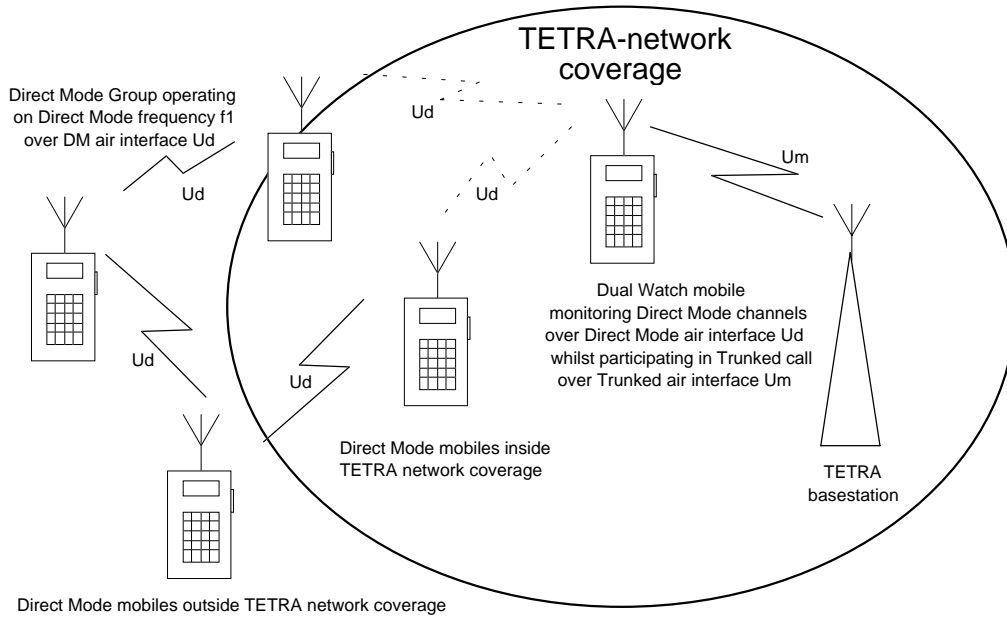 TETRA-network
coverage
Direct Mode Group operating
on Direct Mode frequency f1
over DM air interface Ud
Ud
Ud
Um
Ud
Ud
Ud
Dual Watch mobile
monitoring Direct Mode channels
over Direct Mode air interface Ud
whilst participating in Trunked call
over Trunked air interface Um
Direct Mode mobiles inside
TETRA network coverage
TETRA
basestation
Direct Mode mobiles outside TETRA network coverage